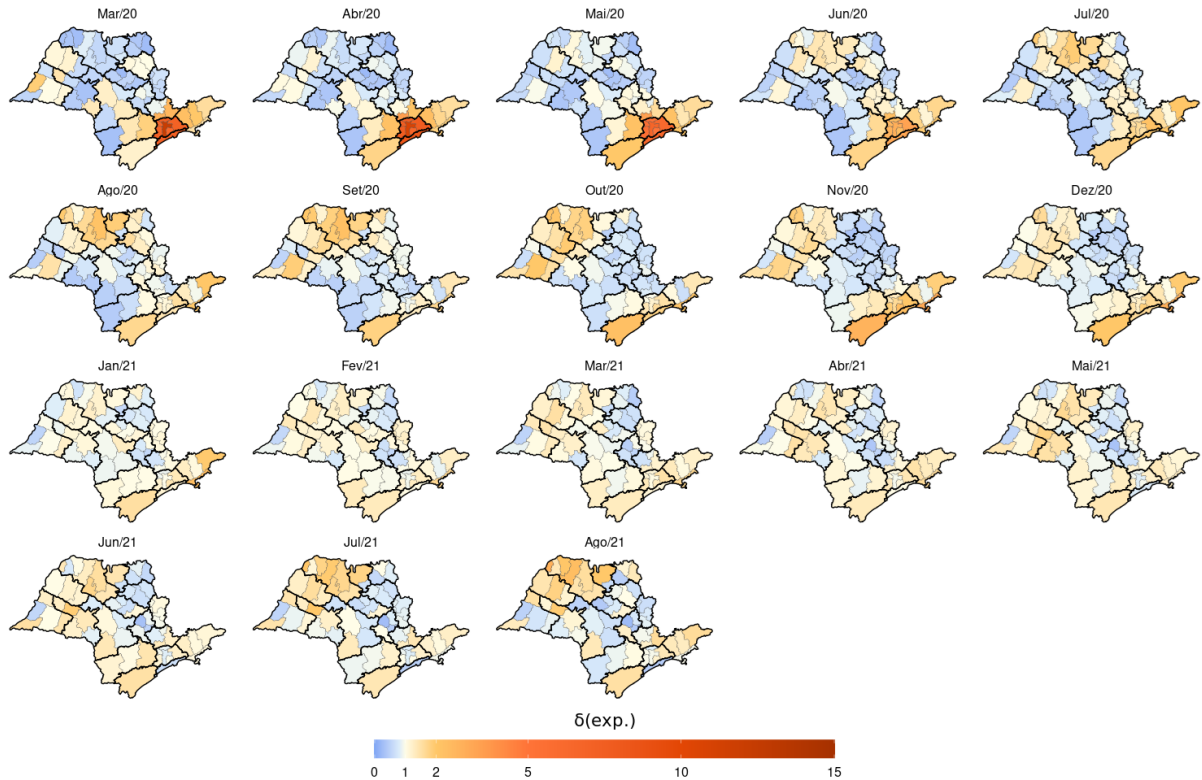 Mar/20 Abr/20 Mai/20 Jun/20 Jul/20
Ago/20 Set/20 Out/20 Nov/20 Dez/20
Jan/21 Fev/21 Mar/21 Abr/21 Mai/21
Jun/21 Jul/21 Ago/21
δ(exp.)
0 1 2 5 10 15